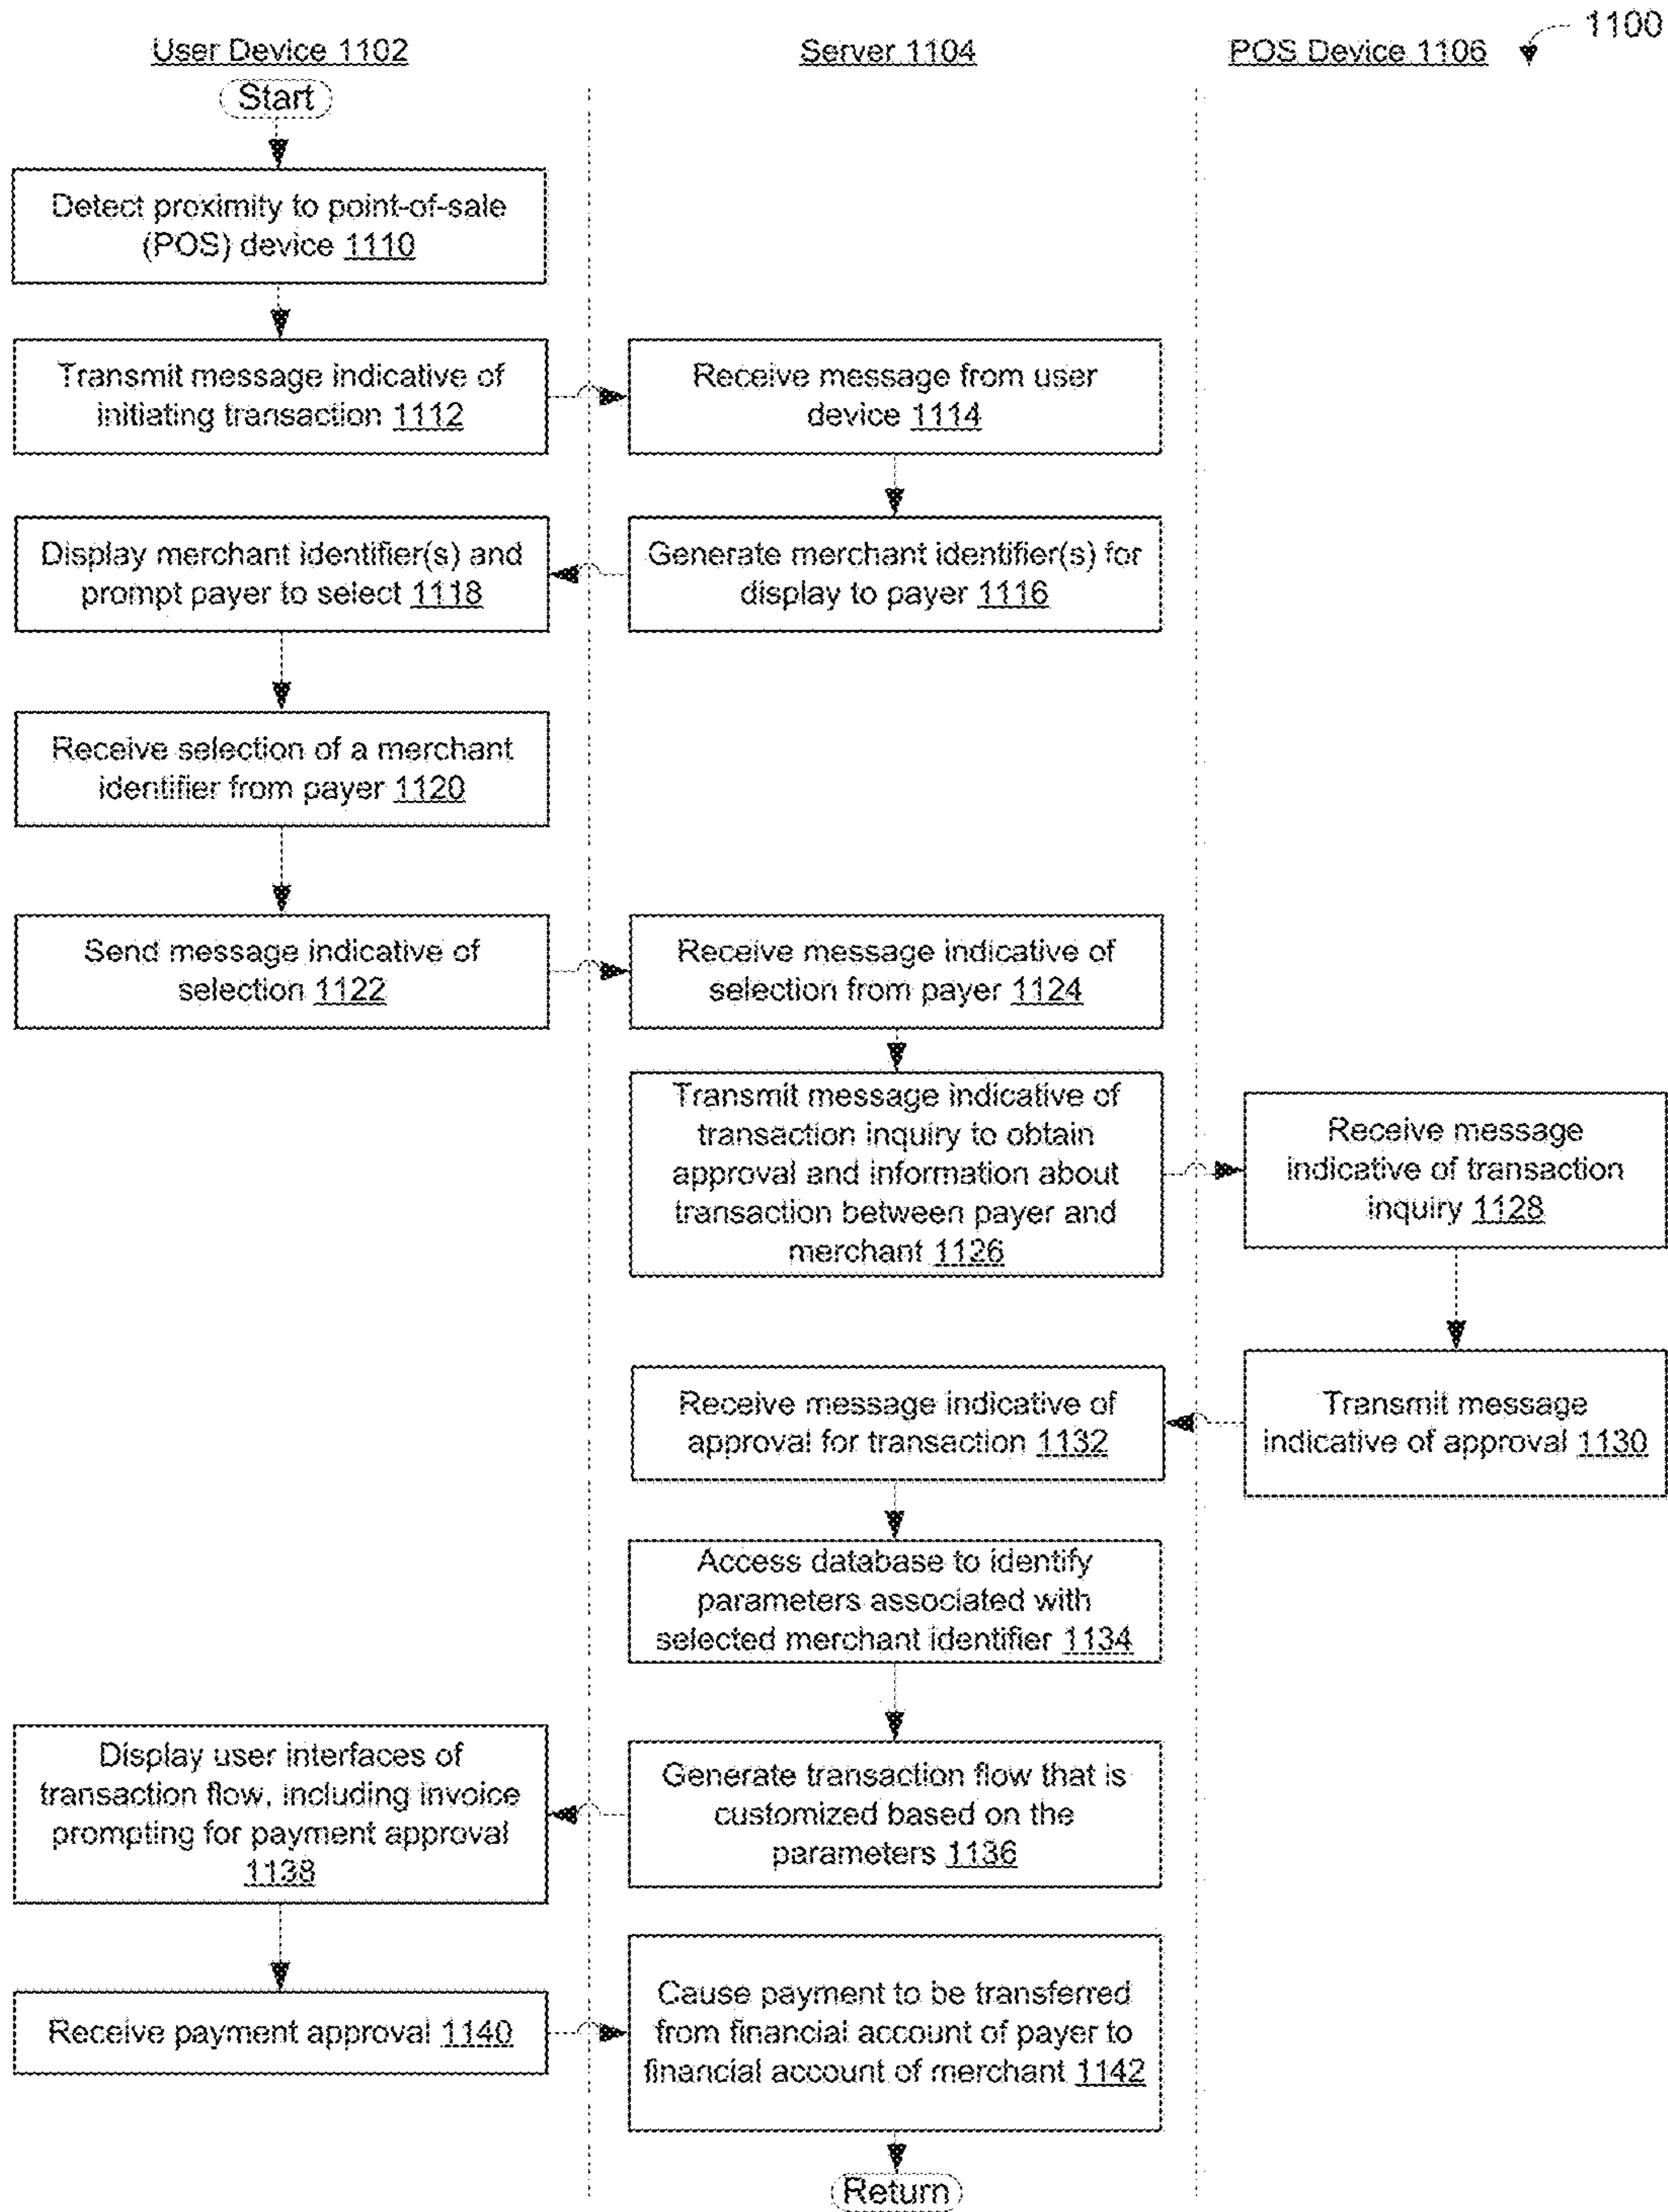 1100
User Device 1102
Server 1104
POS Device 1106
Start
Detect proximity to point-of-sale
(POS) device 1110
Transmit message indicative of
initiating transaction 1112
Receive message from user
device 1114
Display merchant identifier(s) and
prompt payer to select 1118
Generate merchant identifier(s) for
display to payer 1116
Receive selection of a merchant
identifier from payer 1120
Send message indicative of
selection 1122
Receive message indicative of
selection from payer 1124
Transmit message indicative of
transaction inquiry to obtain
approval and information about
transaction between payer and
merchant 1126
Receive message
indicative of transaction
inquiry 1128
Receive message indicative of
approval for transaction 1132
Transmit message
indicative of approval 1130
Access database to identify
parameters associated with
selected merchant identifier 1134
Display user interfaces of
transaction flow, including invoice
prompting for payment approval
1138
Generate transaction flow that is
customized based on the
parameters 1136
Receive payment approval 1140
Cause payment to be transferred
from financial account of payer to
financial account of merchant 1142
Return